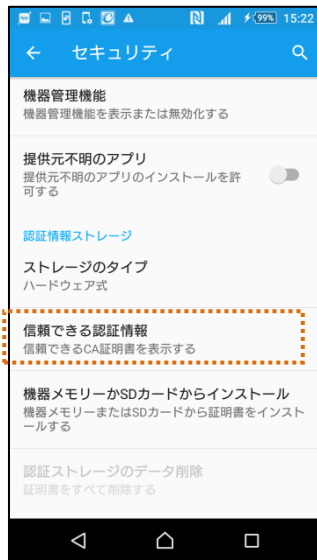 99% 15:22
セキュリティ
機器管理機能
機器管理機能を表示または無効化する
提供元不明のアプリ
提供元不明のアプリのインストールを許
可する
認証情報ストレージ
ストレージのタイプ
ハードウェア式
信頼できる認証情報
信頼できるCA証明書を表示する
機器メモリーかSDカードからインストール
機器メモリーまたはSDカードから証明書をインスト
ールする
認証ストレージのデータ削除
証明書をすべて削除する